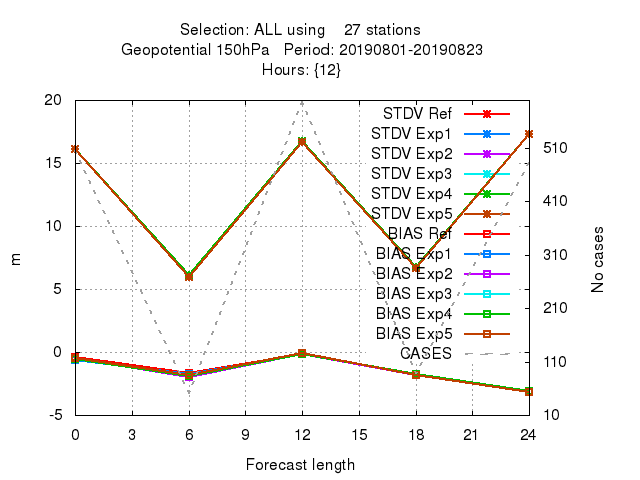 Selection: ALL using 27 stations
Geopotential 150hPa Period: 20190801-20190823
Hours: {12}
20
15
10
5
0
-5
m
STDV Ref
STDV Exp1
STDV Exp2
STDV Exp3
STDV Exp4
STDV Exp5
BIAS Ref
BIAS Exp1
BIAS Exp2
BIAS Exp3
BIAS Exp4
BIAS Exp5
CASES
510
410
310
210
110
10
No cases
0 3 6 9 12 15 18 21 24
Forecast length